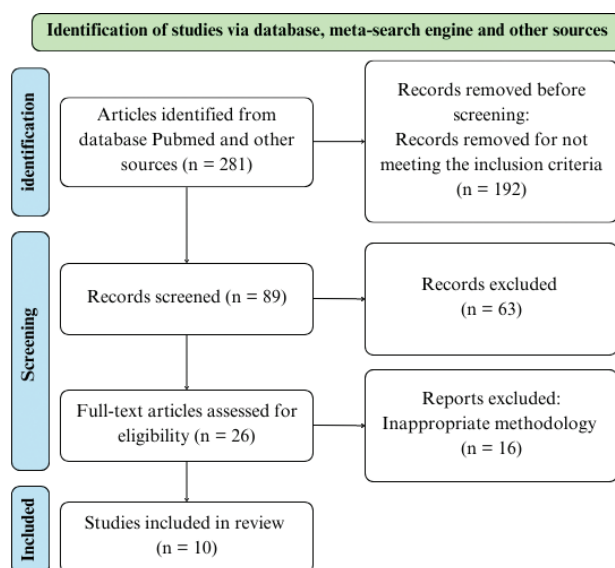 Identification of studies via database, meta-search engine and other sources
identification
Articles identified from
database Pubmed and other
sources (n = 281)
Records removed before
screening:
Records removed for not
meeting the inclusion criteria
(n = 192)
Screening
Records screened (n = 89)
Records excluded
(n = 63)
Full-text articles assessed for
eligibility (n = 26)
Reports excluded:
Inappropriate methodology
(n = 16)
Included
Studies included in review
(n = 10)